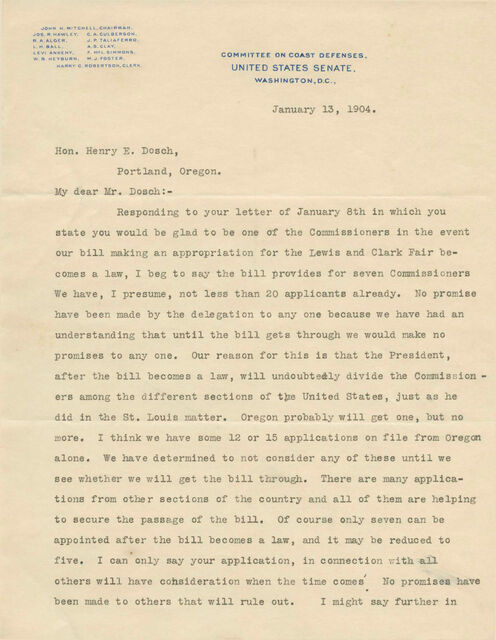 JOHN H. MITCHELL, CHAIRMAN.
JOS. R. HAWLEY, C. A. CULBERSON,
R. A. ALGER, J. P. TALIAFERRO,
L. H. BALL, A. S. CLAY,
LEVI ANKENY, F. MCL. SIMMONS,
W. B. HEYBURN, M. J. FOSTER,
HARRY C. ROBERTSON, CLERK.
COMMITTEE ON COAST DEFENSES,
UNITED STATES SENATE,
WASHINGTON, D.C.,
January 13, 1904.
Hon. Henry E. Dosch,
Portland, Oregon.
My dear Mr. Dosch:-
Responding to your letter of January 8th in which you
state you would be glad to be one of the Commissioners in the event
our bill making an appropriation for the Lewis and Clark Fair be-
comes a law, I beg to say the bill provides for seven Commissioners
We have, I presume, not less than 20 applicants already. No promise
have been made by the delegation to any one because we have had an
understanding that until the bill gets through we would make no
promises to any one. Our reason for this is that the President,
after the bill becomes a law, will undoubtedly divide the Commission-
ers among the different sections of the United States, just as he
did in the St. Louis matter. Oregon probably will get one, but no
more. I think we have some 12 or 15 applications on file from Oregon
alone. We have determined to not consider any of these until we
see whether we will get the bill through. There are many applica-
tions from other sections of the country and all of them are helping
to secure the passage of the bill. Of course only seven can be
appointed after the bill becomes a law, and it may be reduced to
five. I can only say your application, in connection with all
others will have consideration when the time comes. No promises have
been made to others that will rule out. I might say further in